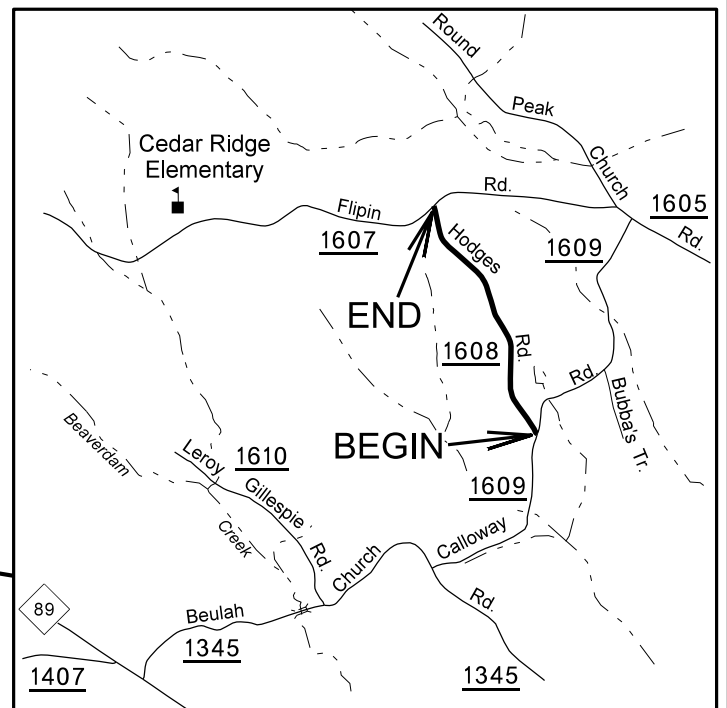 Round
Peak
Church
Rd.
Cedar Ridge
Elementary
Flipin
Rd.
1605
1607
1609
Hodges
Rd.
END
1608
Rd.
Bubba's Tr.
BEGIN
1609
Beaverdam
Creek
Leroy
Gillespie
Rd.
1610
Calloway
Church
Rd.
Beulah
89
1345
1345
1407